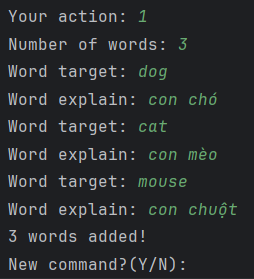 Your action: 1
Number of words: 3
Word target: dog
Word explain: con chó
Word target: cat
Word explain: con mèo
Word target: mouse
Word explain: con chuột
3 words added!
New command?(Y/N):